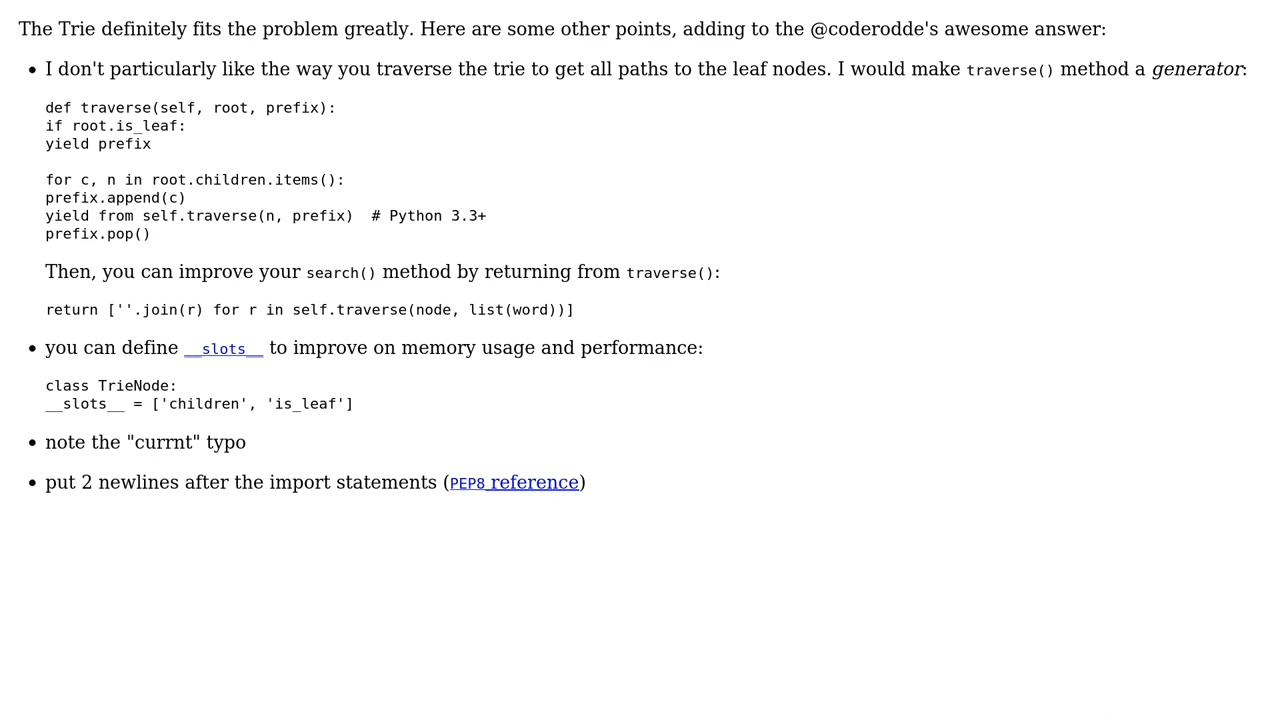 The Trie definitely fits the problem greatly. Here are some other points, adding to the @coderodde's awesome answer:
• I don't particularly like the way you traverse the trie to get all paths to the leaf nodes. I would make traverse() method a generator:
def traverse(self, root, prefix):
if root.is_leaf:
yield prefix
for c, n in root.children.items():
prefix.append(c)
yield from self.traverse(n, prefix)  # Python 3.3+
prefix.pop()
Then, you can improve your search() method by returning from traverse():
return [''.join(r) for r in self.traverse(node, list(word))]
• you can define __slots__ to improve on memory usage and performance:
class TrieNode:
__slots__ = ['children', 'is_leaf']
• note the "currnt" typo
• put 2 newlines after the import statements (PEP8 reference)